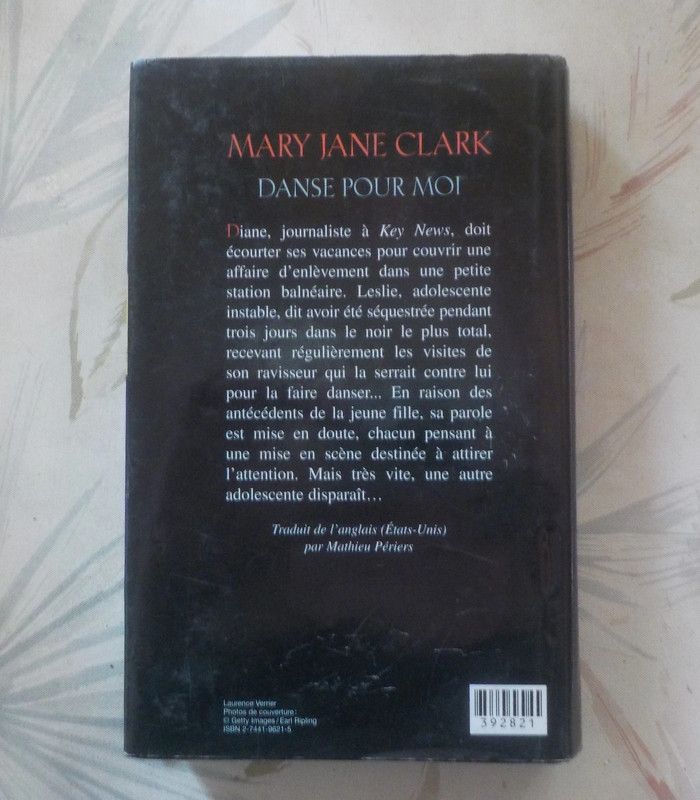 MARY JANE CLARK
DANSE POUR MOI
Diane, journaliste à Key News, doit
écourter ses vacances pour couvrir une
affaire d'enlèvement dans une petite
station balnéaire. Leslie, adolescente
instable, dit avoir été séquestrée pendant
trois jours dans le noir le plus total,
recevant régulièrement les visites de
son ravisseur qui la serrait contre lui
pour la faire danser... En raison des
antécédents de la jeune fille, sa parole
est mise en doute, chacun pensant à
une mise en scène destinée à attirer
l'attention. Mais très vite, une autre
adolescente disparaît…
Traduit de l'anglais (États-Unis)
par Mathieu Périers
Laurence Verrier
Photos de couverture :
© Getty Images / Earl Ripling
ISBN 2-7441-9621-5
392821